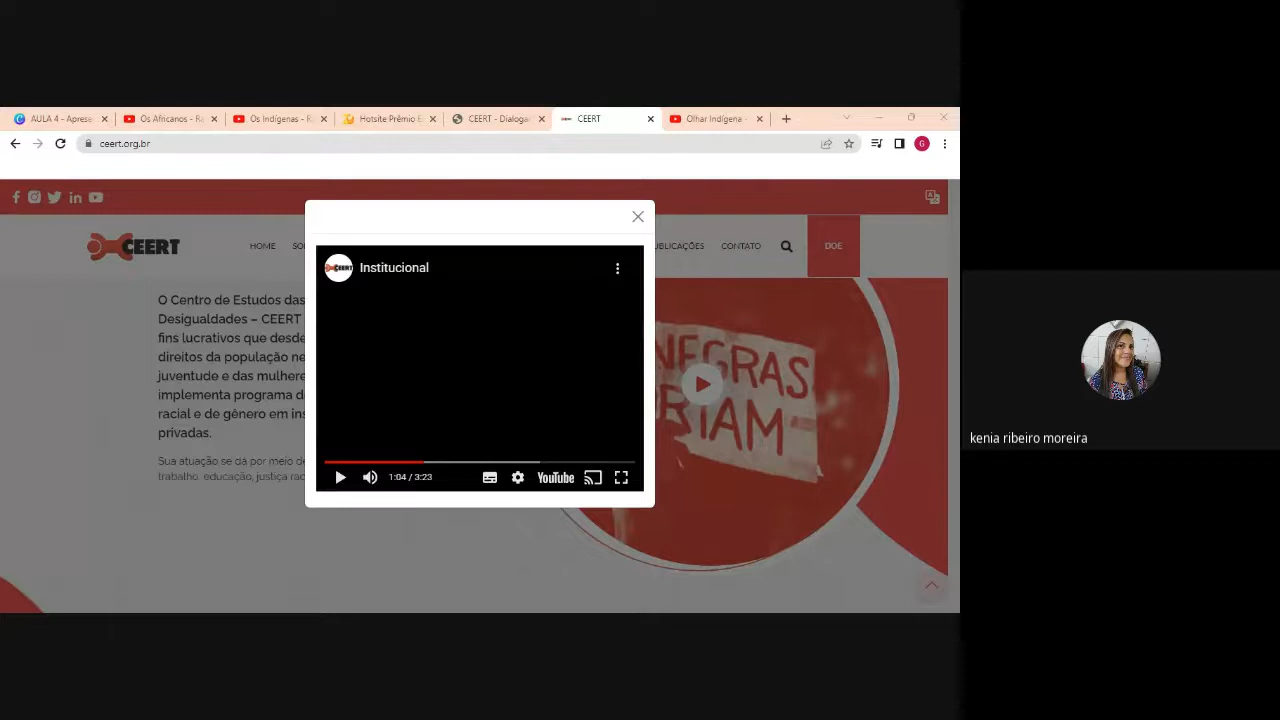 AULA 4 - Aprese
Os Africanos - Ra
Os Indígenas - R
Hotsite Prêmio E
CEERT - Dialoga
CEERT
Olhar Indígena -
ceert.org.br
G
CEERT
HOME
UBLICAÇÕES
CONTATO
DOE
O Centro de Estudos das
Desigualdades – CEERT
fins lucrativos que desde
direitos da população ne
juventude e das mulhere
implementa programa d
racial e de gênero em ins
privadas.
Sua atuação se dá por meio de
trabalho, educação, justiça rac
CEERT
Institucional
1:04 / 3:23
YouTube
NEGRAS
kenia ribeiro moreira